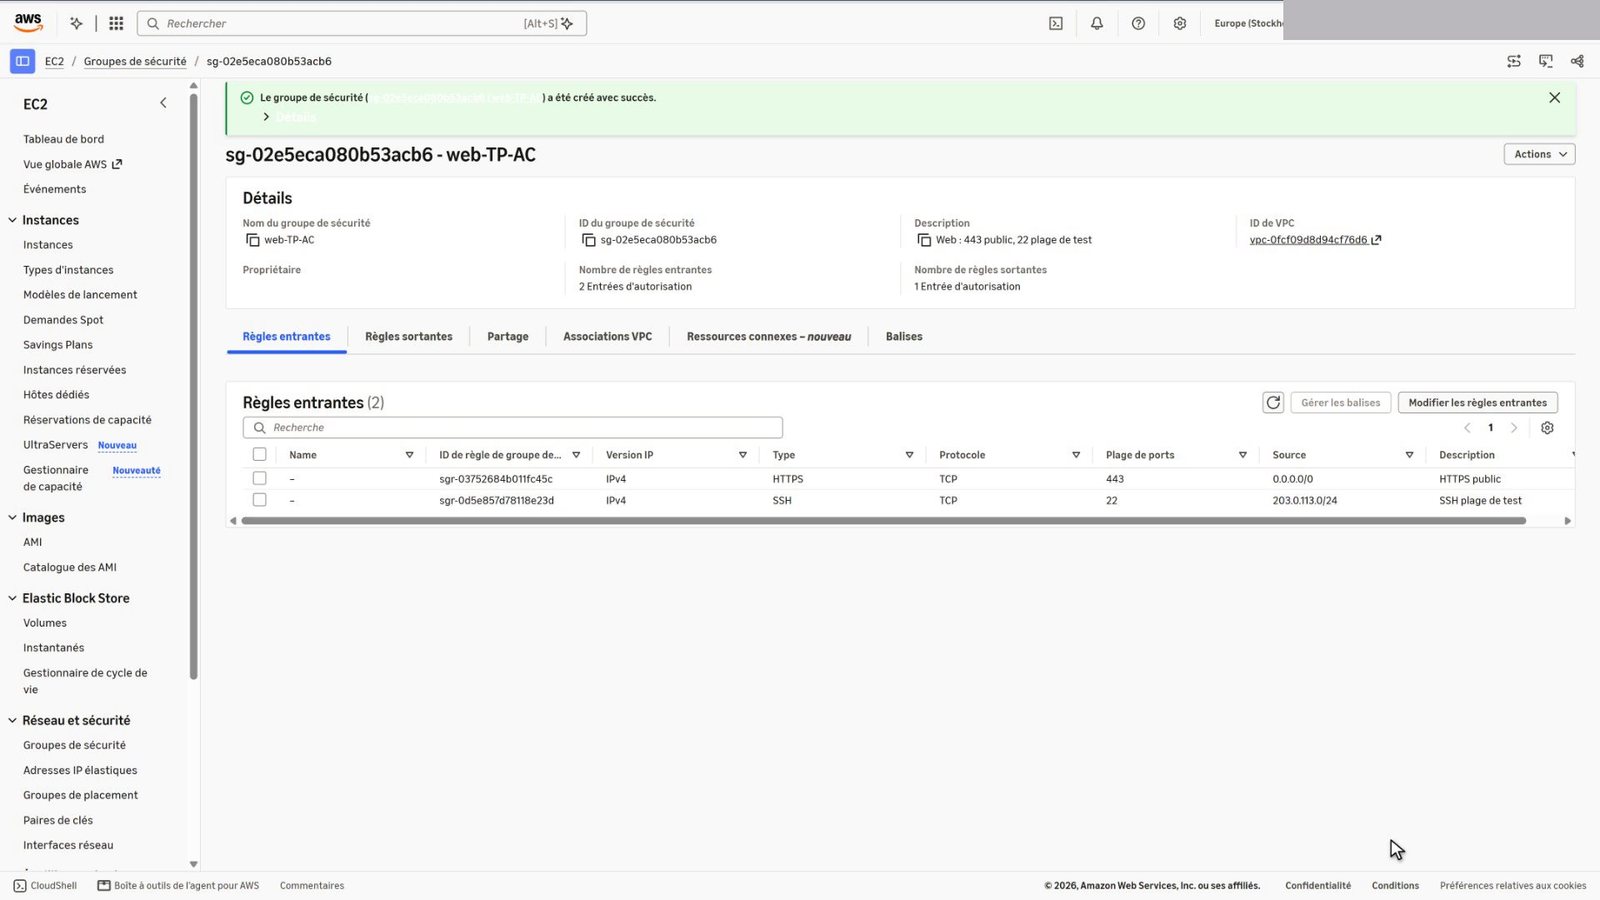 aws
Rechercher [Alt+S]
Europe (Stockh
EC2 / Groupes de sécurité / sg-02e5eca080b53acb6
EC2
Tableau de bord
Vue globale AWS
Événements
Instances
Instances
Types d'instances
Modèles de lancement
Demandes Spot
Savings Plans
Instances réservées
Hôtes dédiés
Réservations de capacité
UltraServers Nouveau
Gestionnaire de capacité Nouveauté
Images
AMI
Catalogue des AMI
Elastic Block Store
Volumes
Instantanés
Gestionnaire de cycle de
vie
Réseau et sécurité
Groupes de sécurité
Adresses IP élastiques
Groupes de placement
Paires de clés
Interfaces réseau
Le groupe de sécurité (sg-02e5eca080b53acb6 | web-TP-AC) a été créé avec succès.
Détails
sg-02e5eca080b53acb6 - web-TP-AC
Actions
Détails
Nom du groupe de sécurité
web-TP-AC
ID du groupe de sécurité
sg-02e5eca080b53acb6
Description
Web : 443 public, 22 plage de test
ID de VPC
vpc-0fcf09d8d94cf76d6
Propriétaire
Nombre de règles entrantes
2 Entrées d'autorisation
Nombre de règles sortantes
1 Entrée d'autorisation
Règles entrantes Règles sortantes Partage Associations VPC Ressources connexes – nouveau Balises
Règles entrantes (2)
Gérer les balises Modifier les règles entrantes
Recherche
1
Name ID de règle de groupe de... Version IP Type Protocole Plage de ports Source Description
– sgr-03752684b011fc45c IPv4 HTTPS TCP 443 0.0.0.0/0 HTTPS public
– sgr-0d5e857d78118e23d IPv4 SSH TCP 22 203.0.113.0/24 SSH plage de test
CloudShell Boîte à outils de l'agent pour AWS Commentaires
© 2026, Amazon Web Services, Inc. ou ses affiliés. Confidentialité Conditions Préférences relatives aux cookies